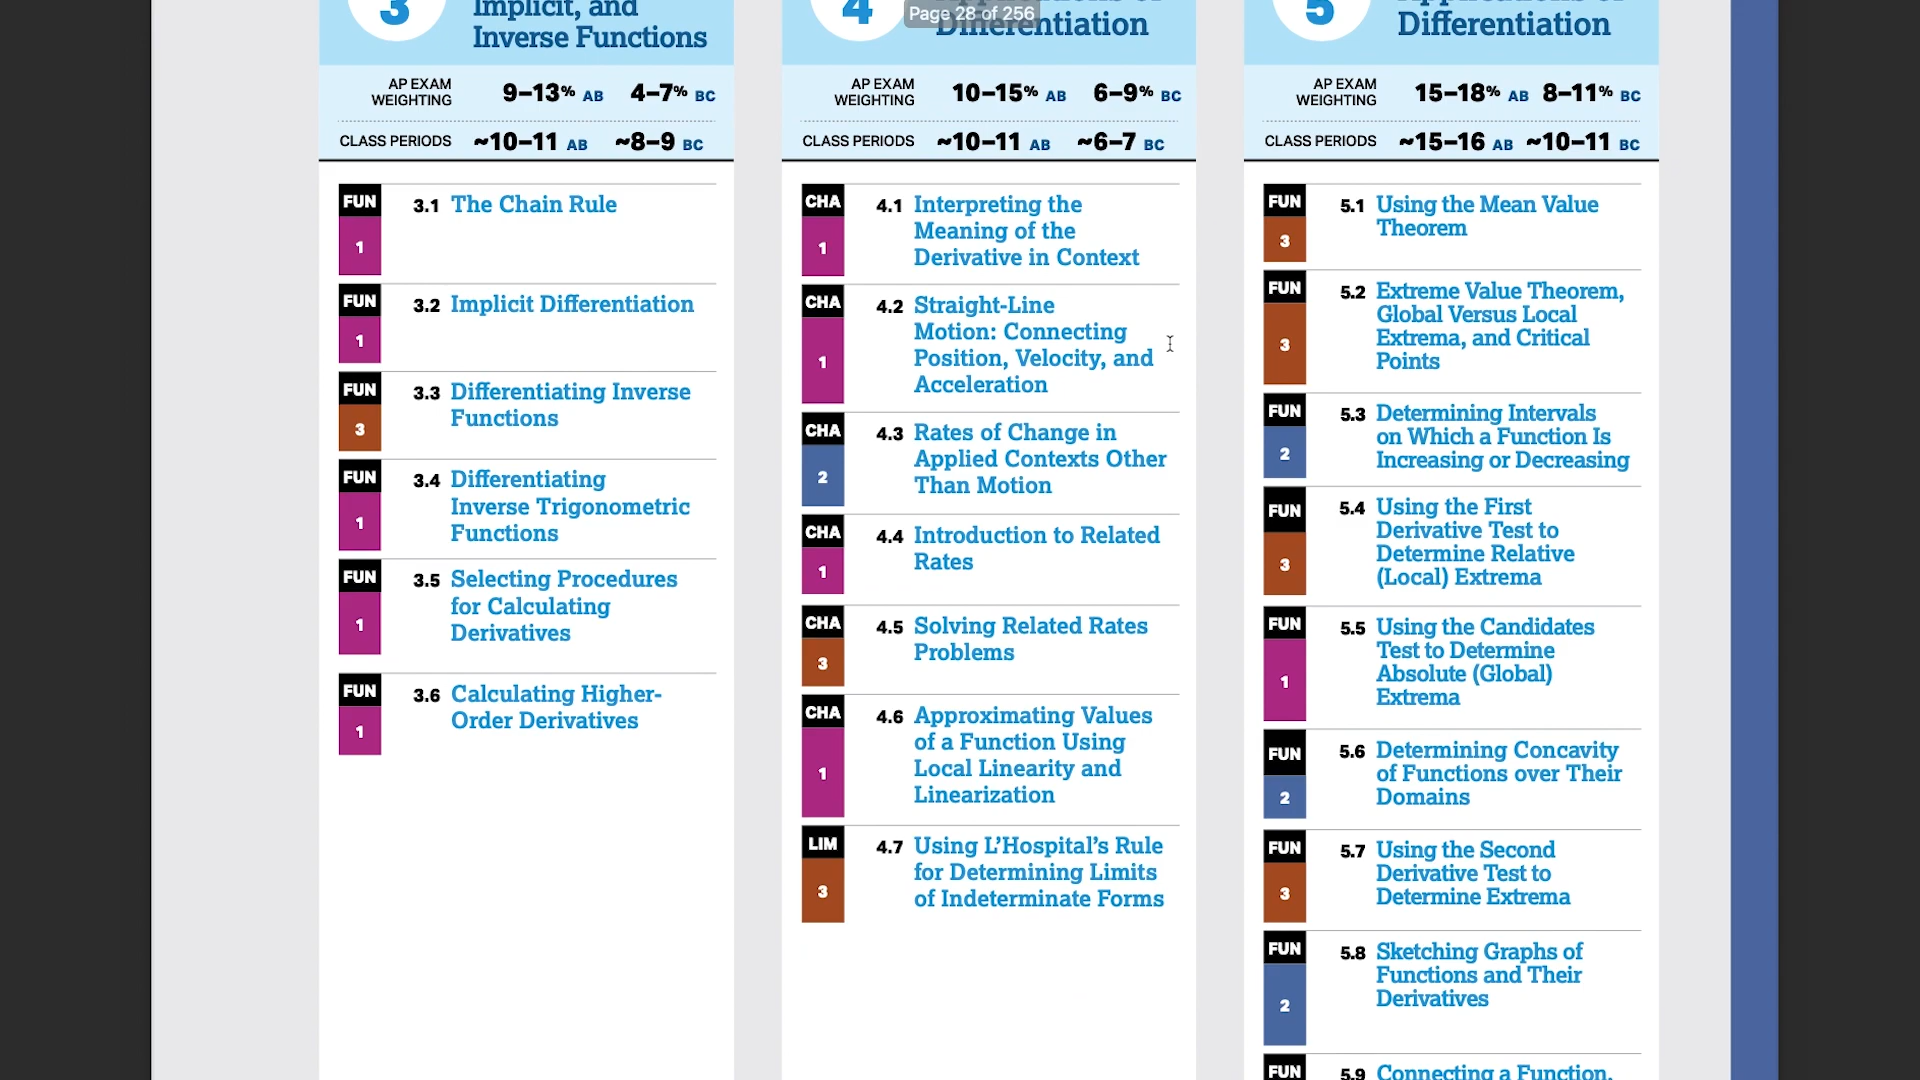 3
Implicit, and
Inverse Functions
AP EXAM
WEIGHTING
9–13% AB 4–7% BC
CLASS PERIODS ~10–11 AB ~8–9 BC
FUN
1
3.1 The Chain Rule
FUN
1
3.2 Implicit Differentiation
FUN
3
3.3 Differentiating Inverse
Functions
FUN
1
3.4 Differentiating
Inverse Trigonometric
Functions
FUN
1
3.5 Selecting Procedures
for Calculating
Derivatives
FUN
1
3.6 Calculating Higher-
Order Derivatives
4
Page 28 of 256
Differentiation
AP EXAM
WEIGHTING
10–15% AB 6–9% BC
CLASS PERIODS ~10–11 AB ~6–7 BC
CHA
1
4.1 Interpreting the
Meaning of the
Derivative in Context
CHA
1
4.2 Straight-Line
Motion: Connecting
Position, Velocity, and
Acceleration
CHA
2
4.3 Rates of Change in
Applied Contexts Other
Than Motion
CHA
1
4.4 Introduction to Related
Rates
CHA
3
4.5 Solving Related Rates
Problems
CHA
1
4.6 Approximating Values
of a Function Using
Local Linearity and
Linearization
LIM
3
4.7 Using L’Hospital’s Rule
for Determining Limits
of Indeterminate Forms
5
Differentiation
AP EXAM
WEIGHTING
15–18% AB 8–11% BC
CLASS PERIODS ~15–16 AB ~10–11 BC
FUN
3
5.1 Using the Mean Value
Theorem
FUN
3
5.2 Extreme Value Theorem,
Global Versus Local
Extrema, and Critical
Points
FUN
2
5.3 Determining Intervals
on Which a Function Is
Increasing or Decreasing
FUN
3
5.4 Using the First
Derivative Test to
Determine Relative
(Local) Extrema
FUN
1
5.5 Using the Candidates
Test to Determine
Absolute (Global)
Extrema
FUN
2
5.6 Determining Concavity
of Functions over Their
Domains
FUN
3
5.7 Using the Second
Derivative Test to
Determine Extrema
FUN
2
5.8 Sketching Graphs of
Functions and Their
Derivatives
FUN
5.9 Connecting a Function,